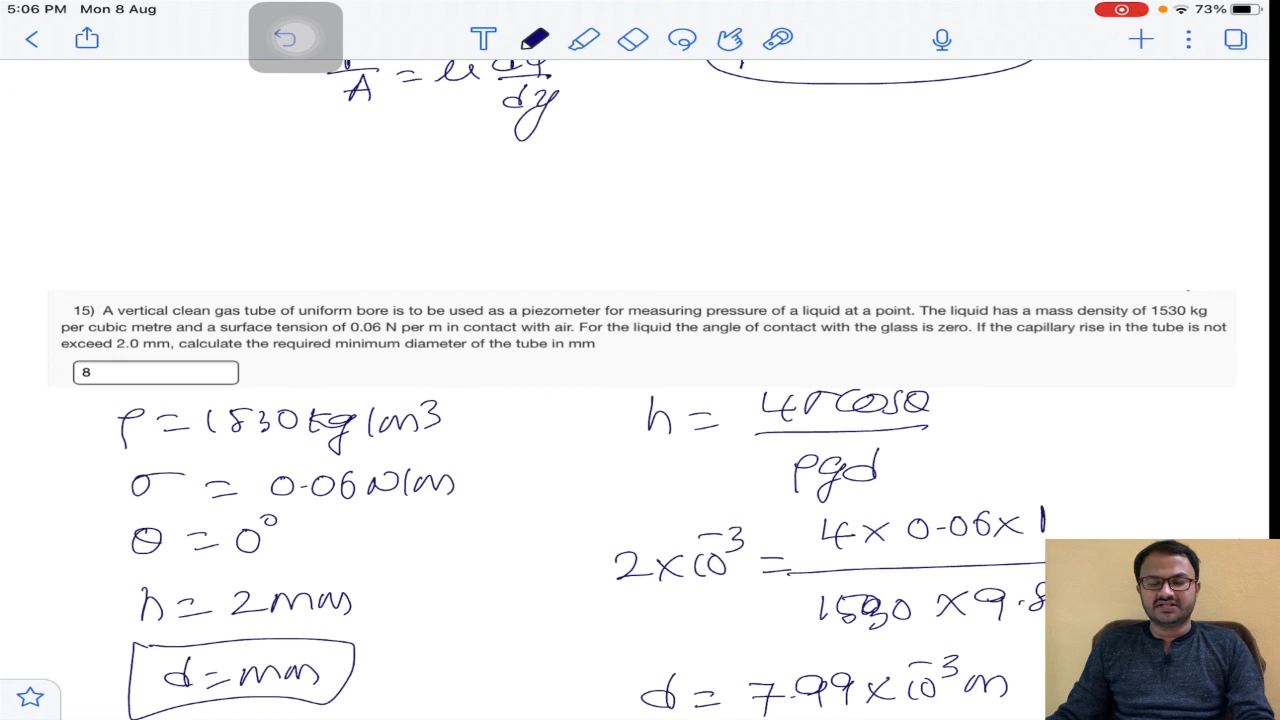 5:06 PM Mon 8 Aug
73%
T
A = μ
dy
15) A vertical clean gas tube of uniform bore is to be used as a piezometer for measuring pressure of a liquid at a point. The liquid has a mass density of 1530 kg
per cubic metre and a surface tension of 0.06 N per m in contact with air. For the liquid the angle of contact with the glass is zero. If the capillary rise in the tube is not
exceed 2.0 mm, calculate the required minimum diameter of the tube in mm
8
ρ = 1530 kg/m3
σ = 0.06 N/m
θ = 0°
h = 2mm
d = mm
h = 4σcosθ
ρgd
2×10⁻³ = 4 × 0.06 × 1
1530 × 9.8
d = 7.99 × 10⁻³ m